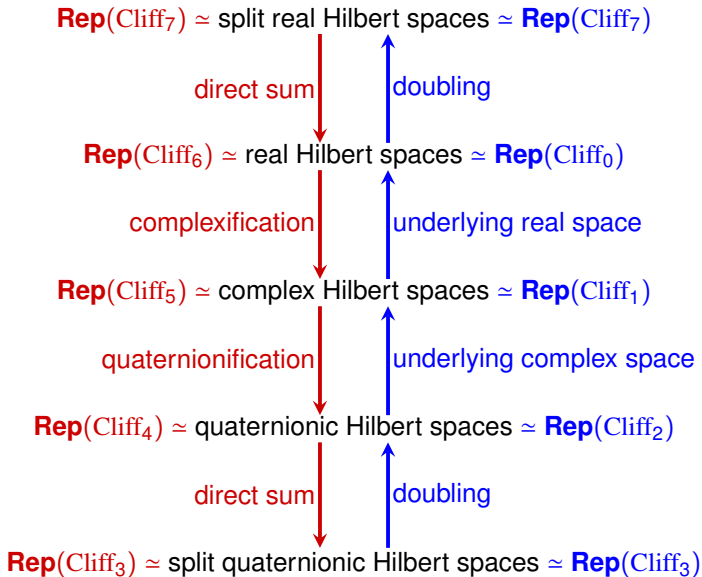 Rep(Cliff₇) ≃ split real Hilbert spaces ≃ Rep(Cliff₇)
direct sum doubling
Rep(Cliff₆) ≃ real Hilbert spaces ≃ Rep(Cliff₀)
complexification underlying real space
Rep(Cliff₅) ≃ complex Hilbert spaces ≃ Rep(Cliff₁)
quaternionification underlying complex space
Rep(Cliff₄) ≃ quaternionic Hilbert spaces ≃ Rep(Cliff₂)
direct sum doubling
Rep(Cliff₃) ≃ split quaternionic Hilbert spaces ≃ Rep(Cliff₃)